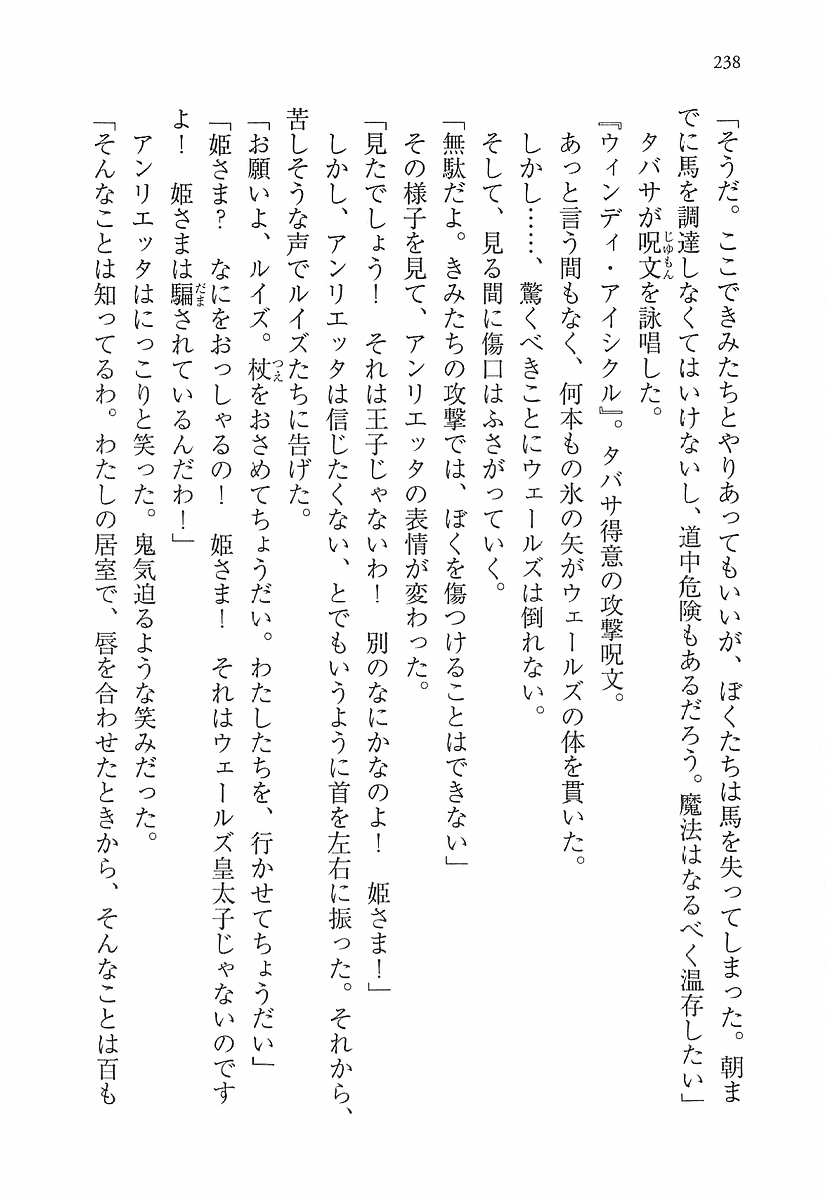 238
「そうだ。ここできみたちとやりあってもいいが、ぼくたちは馬を失ってしまった。朝ま
でに馬を調達しなくてはいけないし、道中危険もあるだろう。魔法はなるべく温存したい」
　タバサが呪文を詠唱した。
『ウィンディ・アイシクル』。タバサ得意の攻撃呪文。
　あっと言う間もなく、何本もの氷の矢がウェールズの体を貫いた。
　しかし……、驚くべきことにウェールズは倒れない。
　そして、見る間に傷口はふさがっていく。
「無駄だよ。きみたちの攻撃では、ぼくを傷つけることはできない」
　その様子を見て、アンリエッタの表情が変わった。
「見たでしょう！　それは王子じゃないわ！　別のなにかなのよ！　姫さま！」
　しかし、アンリエッタは信じたくない、とでもいうように首を左右に振った。それから、
苦しそうな声でルイズたちに告げた。
「お願いよ、ルイズ。杖をおさめてちょうだい。わたしたちを、行かせてちょうだい」
「姫さま？　なにをおっしゃるの！　姫さま！　それはウェールズ皇太子じゃないのです
よ！　姫さまは騙されているんだわ！」
　アンリエッタはにっこりと笑った。鬼気迫るような笑みだった。
「そんなことは知ってるわ。わたしの居室で、唇を合わせたときから、そんなことは百も